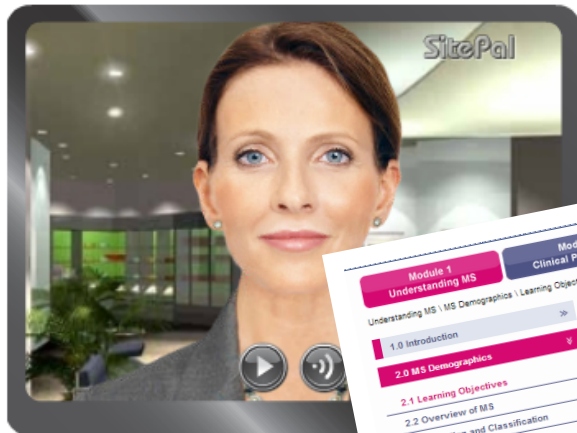 SitePal
Module 1
Understanding MS
Clinical
Understanding MS \ MS Demographics \ Learning
1.0 Introduction
2.0 MS Demographics
2.1 Learning Objectives
2.2 Overview of MS
and Classification